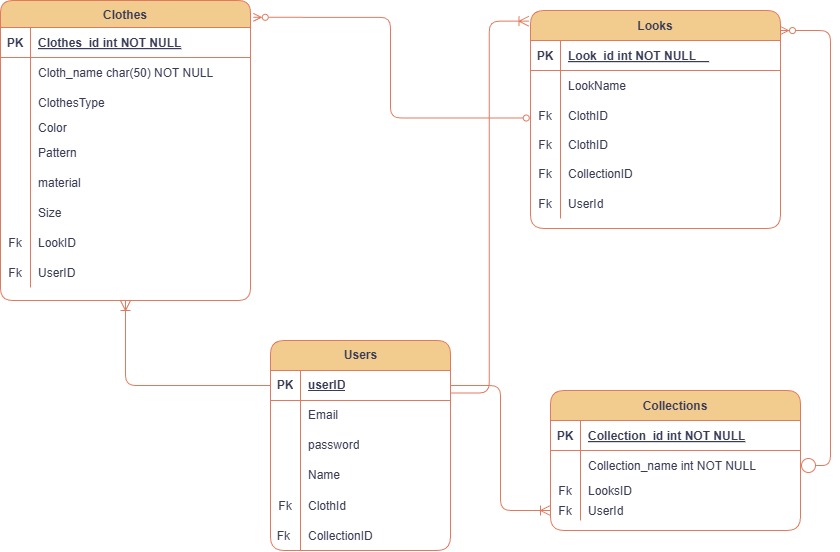 Clothes
PK Clothes_id int NOT NULL
Cloth_name char(50) NOT NULL
ClothesType
Color
Pattern
material
Size
Fk LookID
Fk UserID
Looks
PK Look_id int NOT NULL
LookName
Fk ClothID
Fk ClothID
Fk CollectionID
Fk UserId
Users
PK userID
Email
password
Name
Fk ClothId
Fk CollectionID
Collections
PK Collection_id int NOT NULL
Collection_name int NOT NULL
Fk LooksID
Fk UserId